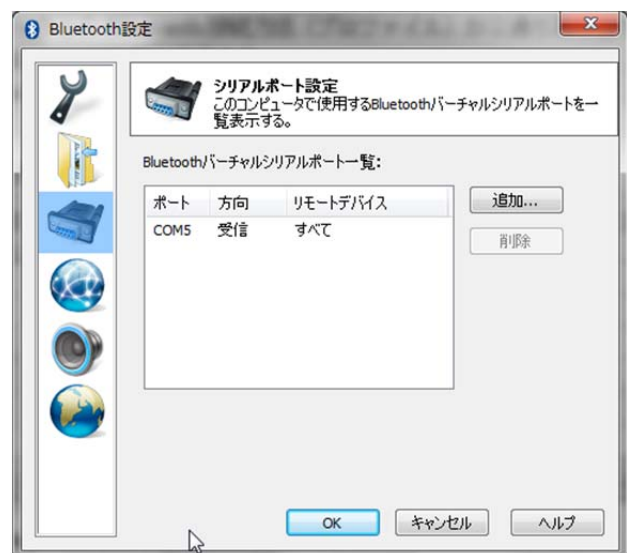 Bluetooth設定
シリアルポート設定
このコンピュータで使用するBluetoothバーチャルシリアルポートを一
覧表示する。
Bluetoothバーチャルシリアルポート一覧:
ポート 方向 リモートデバイス
COM5 受信 すべて
追加...
削除
OK キャンセル ヘルプ